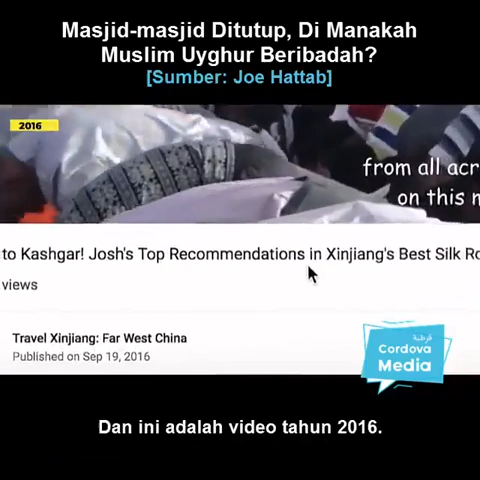 Masjid-masjid Ditutup, Di Manakah
Muslim Uyghur Beribadah?
[Sumber: Joe Hattab]
2016
from all acr
on this
to Kashgar! Josh's Top Recommendations in Xinjiang's Best Silk
views
Travel Xinjiang: Far West China
Published on Sep 19, 2016
قرطبة
Cordova
Media
Dan ini adalah video tahun 2016.